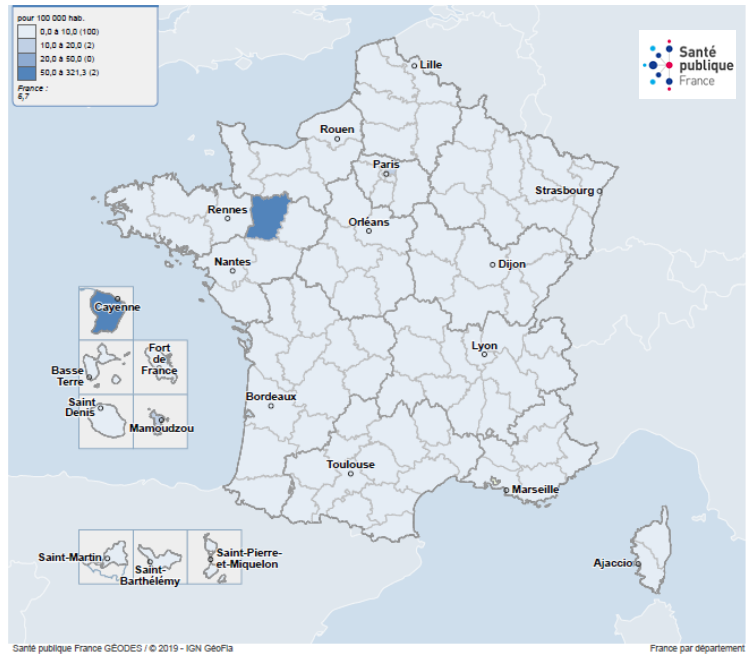 pour 100 000 hab.
0,0 à 10,0 (100)
10,0 à 20,0 (2)
20,0 à 50,0 (0)
50,0 à 321,3 (2)
France :
5,7
Santé
publique
France
Lille
Rouen
Paris
Strasbourg
Rennes
Orléans
Nantes
Dijon
Cayenne
Fort
de
France
Basse
Terre
Lyon
Saint
Denis
Bordeaux
Mamoudzou
Toulouse
Marseille
Saint-Martin
Saint-
Barthélémy
Saint-Pierre-
et-Miquelon
Ajaccio
Santé publique France GÉODES / © 2019 - IGN GéoFla
France par département